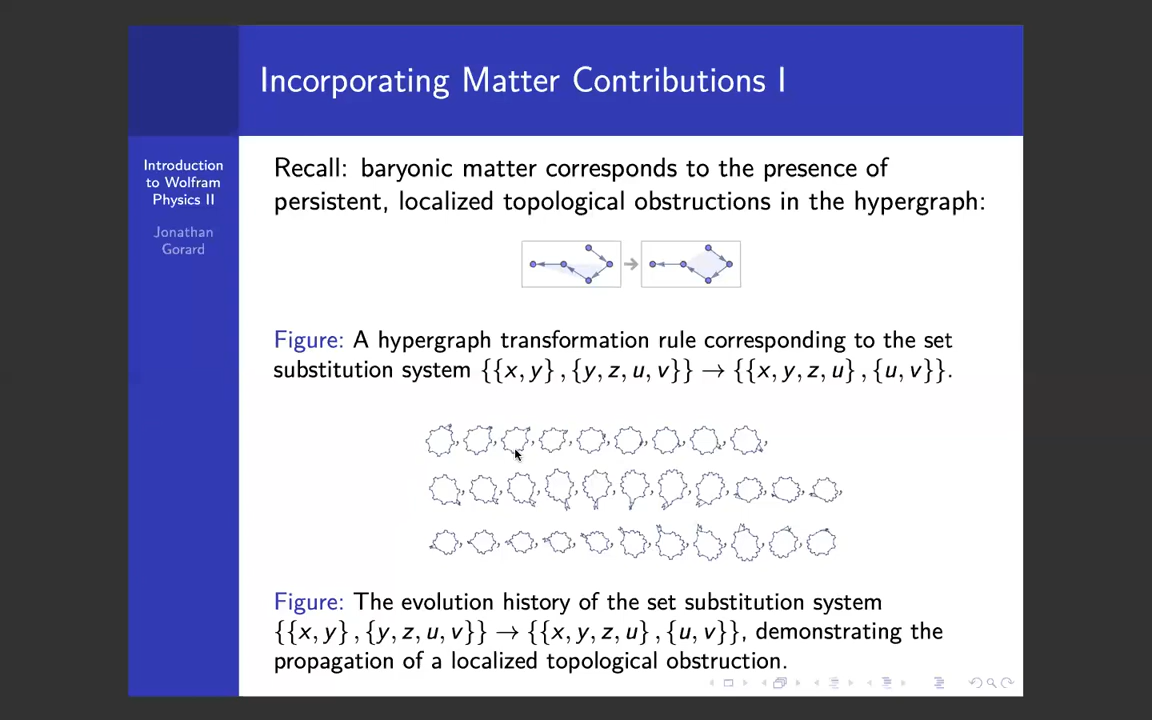 Incorporating Matter Contributions I
Introduction
to Wolfram
Physics II
Jonathan
Gorard
Recall: baryonic matter corresponds to the presence of
persistent, localized topological obstructions in the hypergraph:
Figure: A hypergraph transformation rule corresponding to the set
substitution system {{x, y} , {y, z, u, v}} → {{x, y, z, u} , {u, v}}.
Figure: The evolution history of the set substitution system
{{x, y} , {y, z, u, v}} → {{x, y, z, u} , {u, v}}, demonstrating the
propagation of a localized topological obstruction.